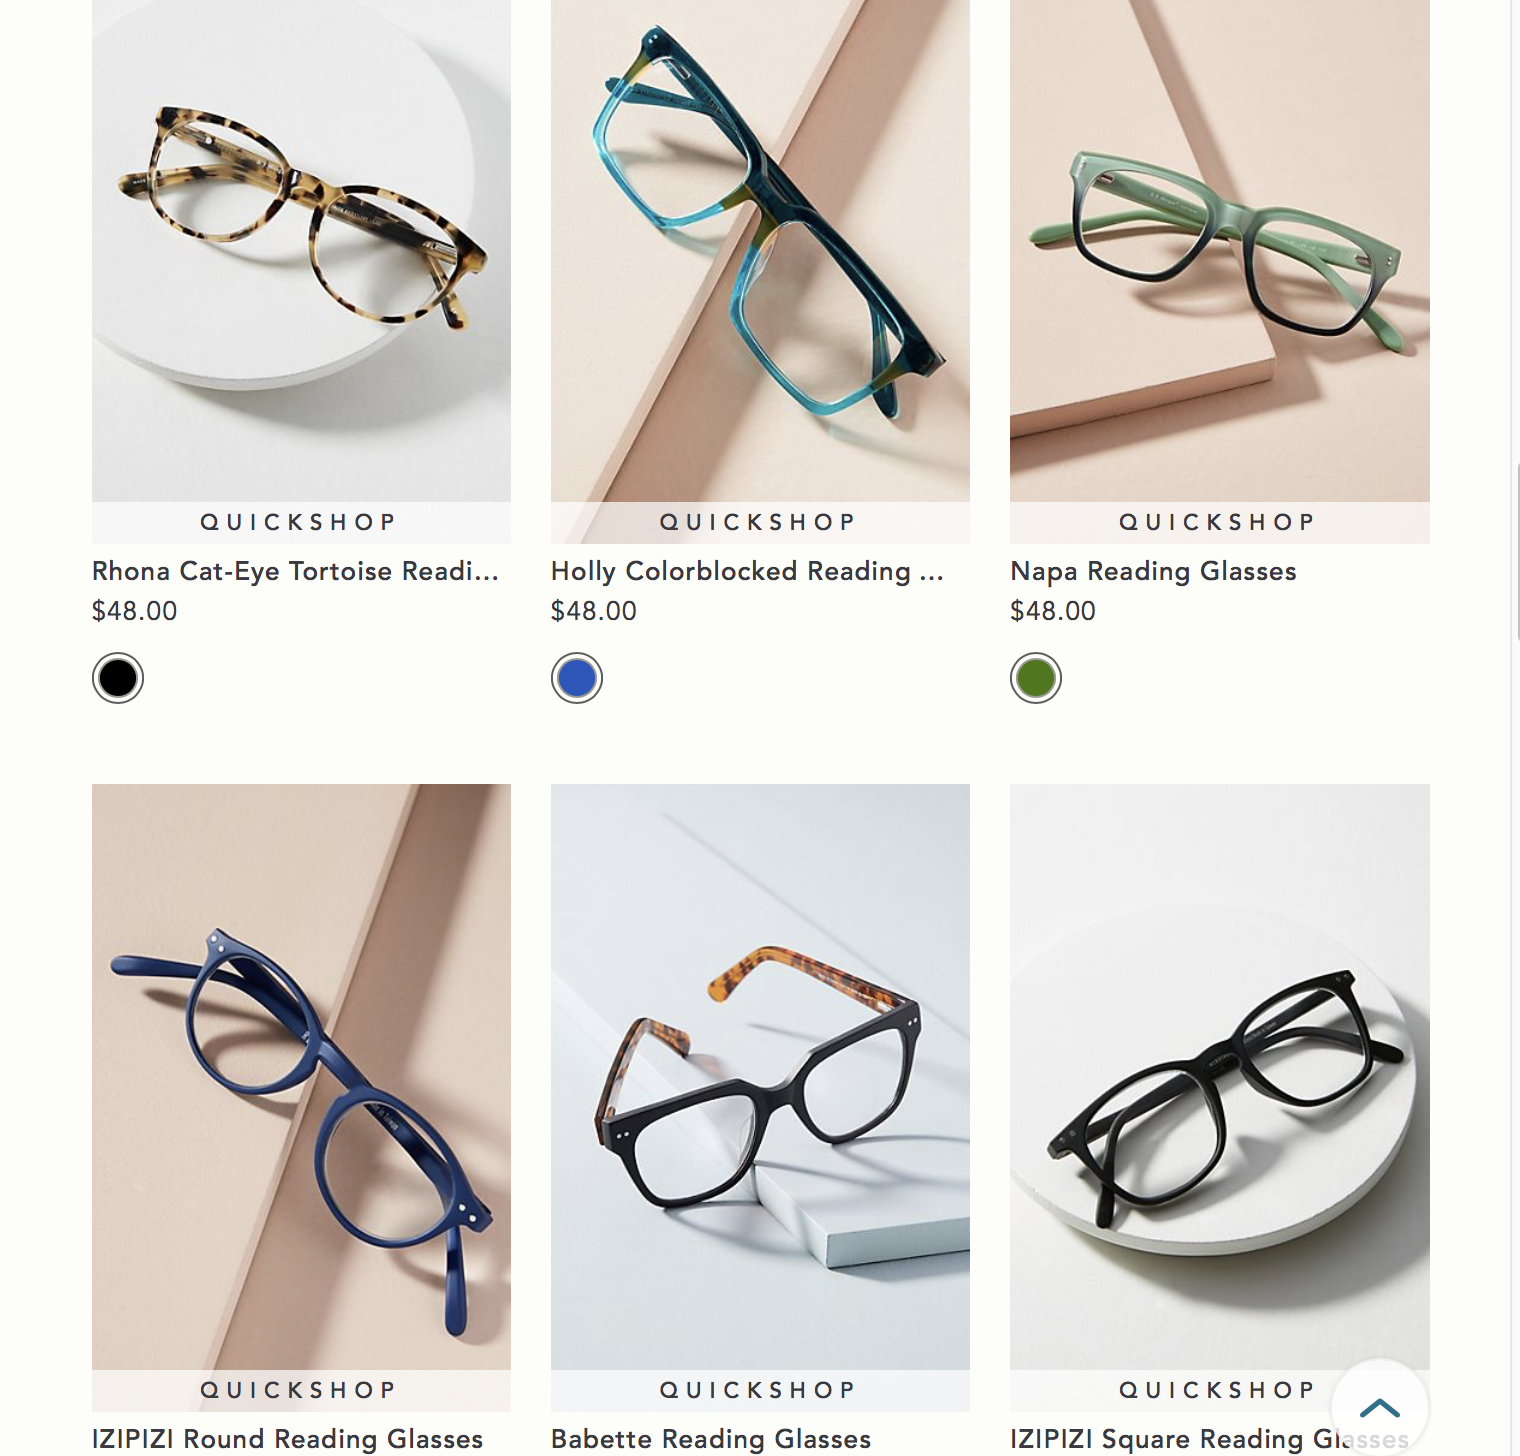 QUICKSHOP
QUICKSHOP
QUICKSHOP
Rhona Cat-Eye Tortoise Readi...
Holly Colorblocked Reading ...
Napa Reading Glasses
$48.00
$48.00
$48.00
QUICKSHOP
QUICKSHOP
QUICKSHOP
IZIPIZI Round Reading Glasses
Babette Reading Glasses
IZIPIZI Square Reading Glasses